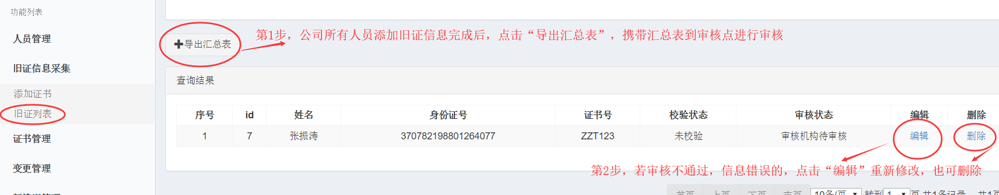 功能列表
人员管理
旧证信息采集
添加证书
旧证列表
证书管理
变更管理
导出汇总表
第1步，公司所有人员添加旧证信息完成后，点击“导出汇总表”，携带汇总表到审核点进行审核
查询结果
序号 id 姓名 身份证号 证书号 校验状态 审核状态 编辑 删除
1 7 张振涛 370782198801264077 ZZT123 未校验 审核机构待审核 编辑 删除
第2步，若审核不通过，信息错误的，点击“编辑”重新修改，也可删除
首页 上一页 下一页 末页 10条/页 转到 1 页 共1条记录 共1页